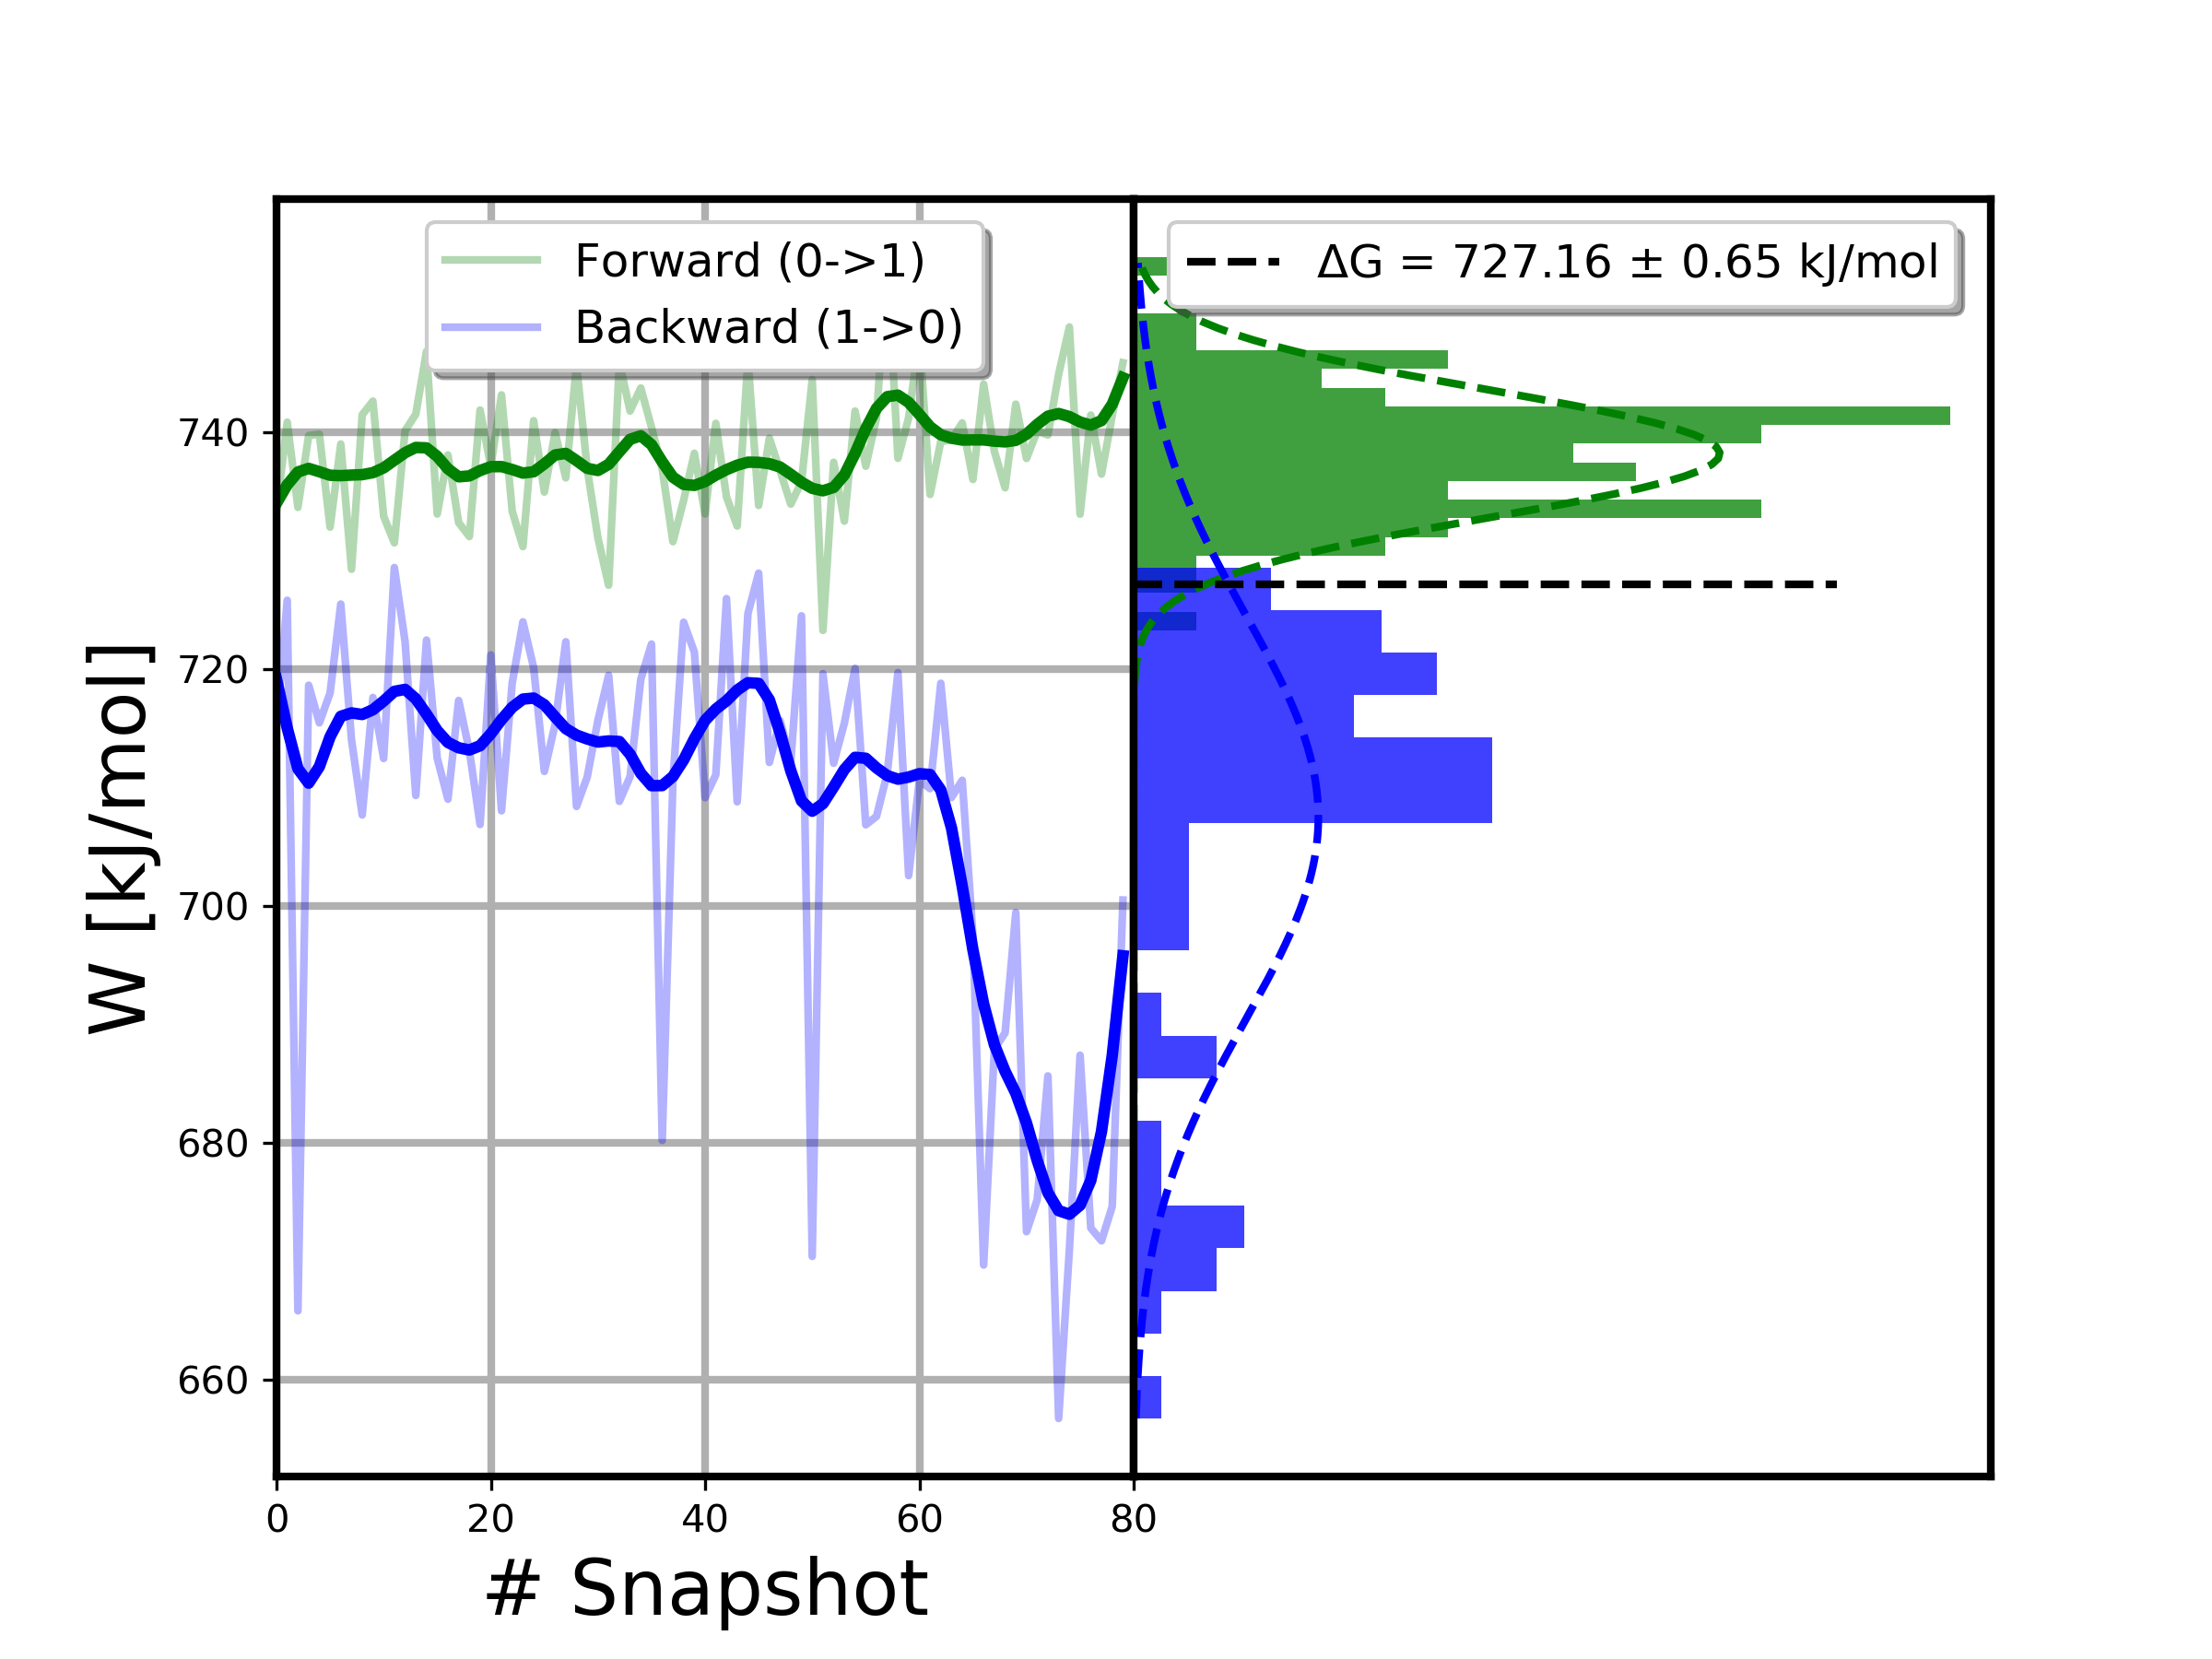 Forward (0->1)
Backward (1->0)
ΔG = 727.16 ± 0.65 kJ/mol
740
720
700
680
660
W [kJ/mol]
0 20 40 60 80
# Snapshot